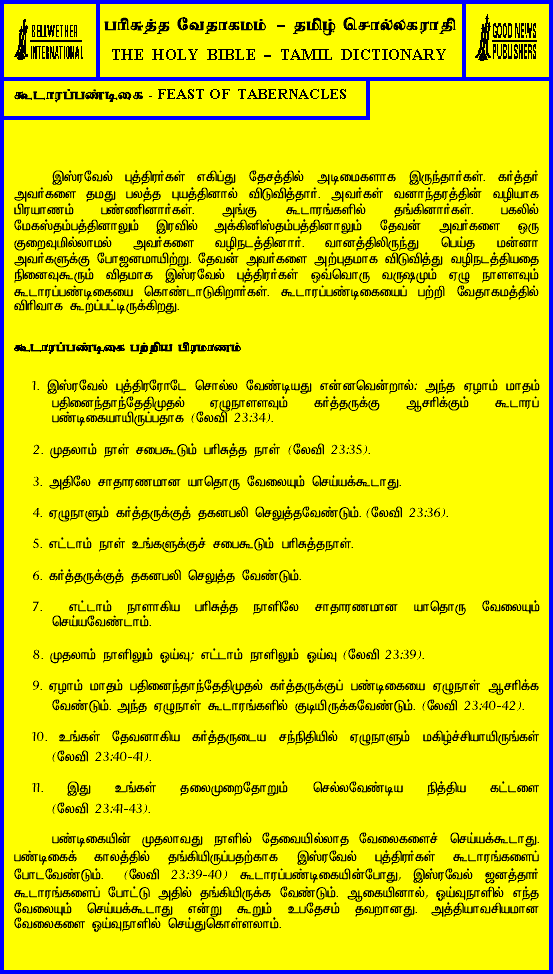 BELLWETHER
INTERNATIONAL
பரிசுத்த வேதாகமம் – தமிழ் சொல்லகராதி
THE HOLY BIBLE – TAMIL DICTIONARY
GOOD NEWS
PUBLISHERS
கூடாரப்பண்டிகை - FEAST OF TABERNACLES
இஸ்ரவேல் புத்திரர்கள் எகிப்து தேசத்தில் அடிமைகளாக இருந்தார்கள். கர்த்தர்
அவர்களை தமது பலத்த புயத்தினால் விடுவித்தார். அவர்கள் வனாந்தரத்தின் வழியாக
பிரயாணம் பண்ணினார்கள். அங்கு கூடாரங்களில் தங்கினார்கள். பகலில்
மேகஸ்தம்பத்தினாலும் இரவில் அக்கினிஸ்தம்பத்தினாலும் தேவன் அவர்களை ஒரு
குறைவுமில்லாமல் அவர்களை வழிநடத்தினார். வானத்திலிருந்து பெய்த மன்னா
அவர்களுக்கு போஜனமாயிற்று. தேவன் அவர்களை அற்புதமாக விடுவித்து வழிநடத்தியதை
நினைவுகூரும் விதமாக இஸ்ரவேல் புத்திரர்கள் ஒவ்வொரு வருஷமும் ஏழு நாளளவும்
கூடாரப்பண்டிகையை கொண்டாடுகிறார்கள். கூடாரப்பண்டிகையைப் பற்றி வேதாகமத்தில்
விரிவாக கூறப்பட்டிருக்கிறது.
கூடாரப்பண்டிகை பற்றிய பிரமாணம்
1. இஸ்ரவேல் புத்திரரோடே சொல்ல வேண்டியது என்னவென்றால்: அந்த ஏழாம் மாதம்
பதினைந்தாந்தேதிமுதல் ஏழுநாளளவும் கர்த்தருக்கு ஆசரிக்கும் கூடாரப்
பண்டிகையாயிருப்பதாக (லேவி 23:34).
2. முதலாம் நாள் சபைகூடும் பரிசுத்த நாள் (லேவி 23:35).
3. அதிலே சாதாரணமான யாதொரு வேலையும் செய்யக்கூடாது.
4. ஏழுநாளும் கர்த்தருக்குத் தகனபலி செலுத்தவேண்டும். (லேவி 23:36).
5. எட்டாம் நாள் உங்களுக்குச் சபைகூடும் பரிசுத்தநாள்.
6. கர்த்தருக்குத் தகனபலி செலுத்த வேண்டும்.
7. எட்டாம் நாளாகிய பரிசுத்த நாளிலே சாதாரணமான யாதொரு வேலையும்
செய்யவேண்டாம்.
8. முதலாம் நாளிலும் ஒய்வு; எட்டாம் நாளிலும் ஒய்வு (லேவி 23:39).
9. ஏழாம் மாதம் பதினைந்தாந்தேதிமுதல் கர்த்தருக்குப் பண்டிகையை ஏழுநாள் ஆசரிக்க
வேண்டும். அந்த ஏழுநாள் கூடாரங்களில் குடியிருக்கவேண்டும். (லேவி 23:40-42).
10. உங்கள் தேவனாகிய கர்த்தருடைய சந்நிதியில் ஏழுநாளும் மகிழ்ச்சியாயிருங்கள்
(லேவி 23:40-41).
11. இது உங்கள் தலைமுறைதோறும் செல்லவேண்டிய நித்திய கட்டளை
(லேவி 23:41-43).
பண்டிகையின் முதலாவது நாளில் தேவையில்லாத வேலைகளைச் செய்யக்கூடாது.
பண்டிகைக் காலத்தில் தங்கியிருப்பதற்காக இஸ்ரவேல் புத்திரர்கள் கூடாரங்களைப்
போடவேண்டும். (லேவி 23:39-40) கூடாரப்பண்டிகையின்போது, இஸ்ரவேல் ஜனத்தார்
கூடாரங்களைப் போட்டு அதில் தங்கியிருக்க வேண்டும். ஆகையினால், ஒய்வுநாளில் எந்த
வேலையும் செய்யக்கூடாது என்று கூறும் உபதேசம் தவறானது. அத்தியாவசியமான
வேலைகளை ஒய்வுநாளில் செய்துகொள்ளலாம்.